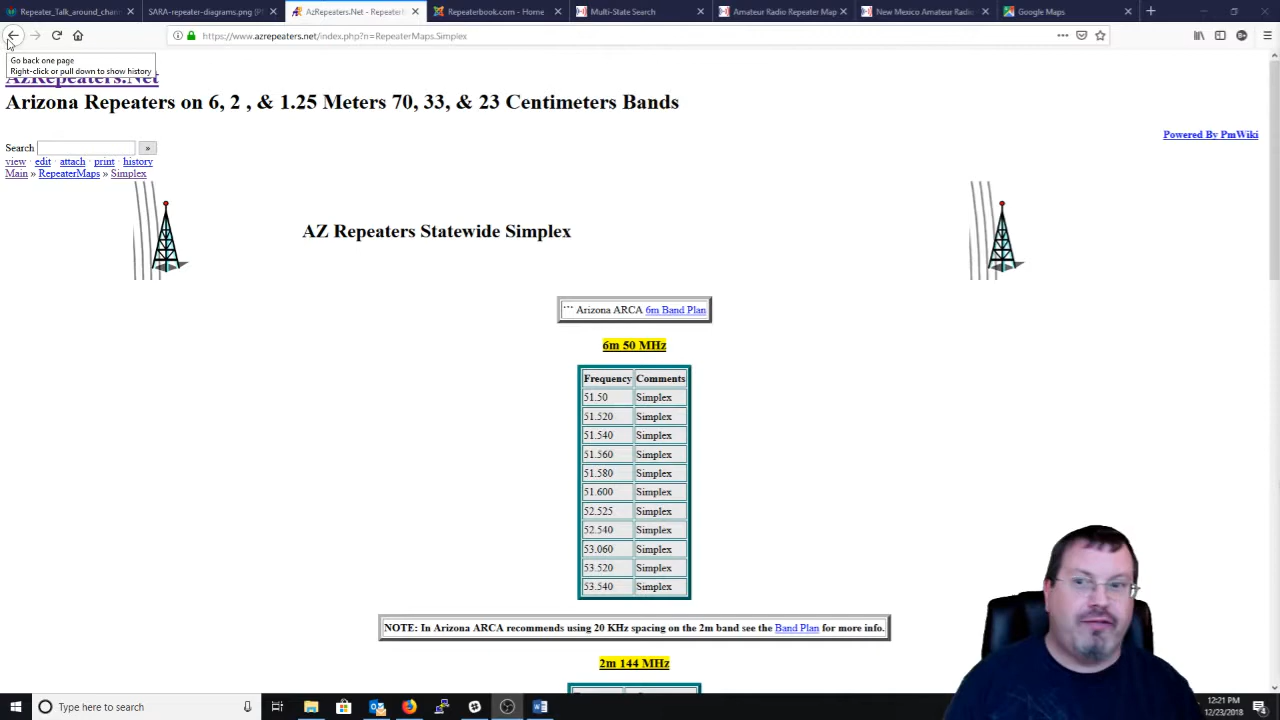 Repeater_Talk_around_chan
SARA-repeater-diagrams.png (P
AzRepeaters.Net - Repeater
Repeaterbook.com - Home
Multi-State Search
Amateur Radio Repeater Map
New Mexico Amateur Radio
Google Maps
https://www.azrepeaters.net/index.php?n=RepeaterMaps.Simplex
Go back one page
Right-click or pull down to show history
AzRepeaters.Net
Arizona Repeaters on 6, 2 , & 1.25 Meters 70, 33, & 23 Centimeters Bands
Powered By PmWiki
Search »
view · edit · attach · print · history
Main » RepeaterMaps » Simplex
AZ Repeaters Statewide Simplex
``` Arizona ARCA 6m Band Plan
6m 50 MHz
Frequency Comments
51.50 Simplex
51.520 Simplex
51.540 Simplex
51.560 Simplex
51.580 Simplex
51.600 Simplex
52.525 Simplex
52.540 Simplex
53.060 Simplex
53.520 Simplex
53.540 Simplex
NOTE: In Arizona ARCA recommends using 20 KHz spacing on the 2m band see the Band Plan for more info.
2m 144 MHz
Type here to search
12:21 PM
12/23/2018